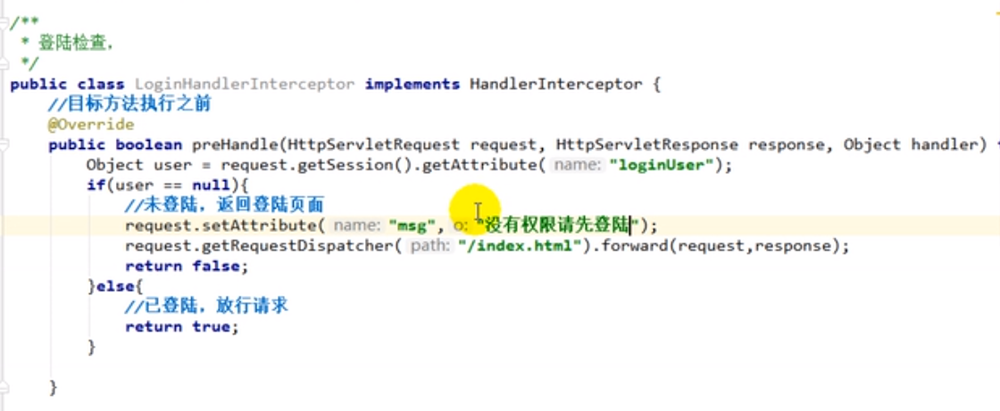 /**
 * 登陆检查,
 */
public class LoginHandlerInterceptor implements HandlerInterceptor {
    //目标方法执行之前
    @Override
    public boolean preHandle(HttpServletRequest request, HttpServletResponse response, Object handler)
        Object user = request.getSession().getAttribute( name: "loginUser");
        if(user == null){
            //未登陆，返回登陆页面
            request.setAttribute( name: "msg", o: "没有权限请先登陆");
            request.getRequestDispatcher( path: "/index.html").forward(request,response);
            return false;
        }else{
            //已登陆，放行请求
            return true;
        }
    }